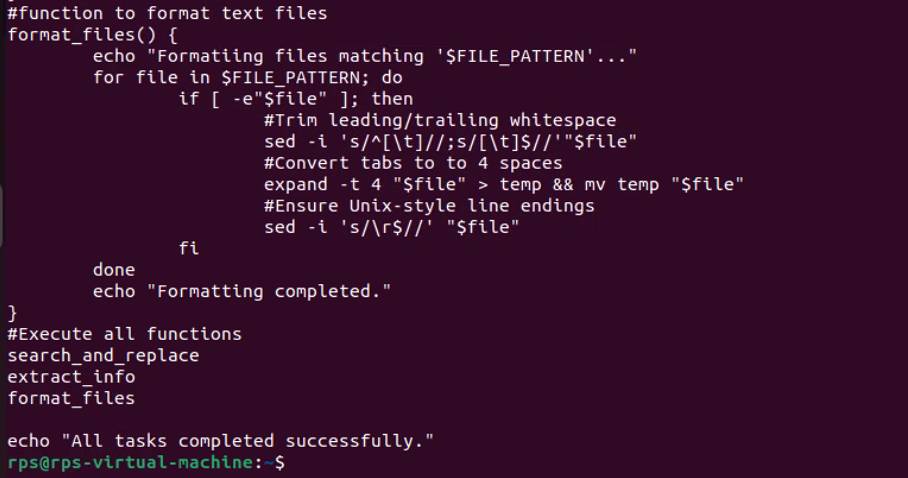 #function to format text files
format_files() {
        echo "Formatiing files matching '$FILE_PATTERN'..."
        for file in $FILE_PATTERN; do
                if [ -e"$file" ]; then
                        #Trim leading/trailing whitespace
                        sed -i 's/^[\t]//;s/[\t]$//'"$file"
                        #Convert tabs to to 4 spaces
                        expand -t 4 "$file" > temp && mv temp "$file"
                        #Ensure Unix-style line endings
                        sed -i 's/\r$//' "$file"
                fi
        done
        echo "Formatting completed."
}
#Execute all functions
search_and_replace
extract_info
format_files

echo "All tasks completed successfully."
rps@rps-virtual-machine:~$